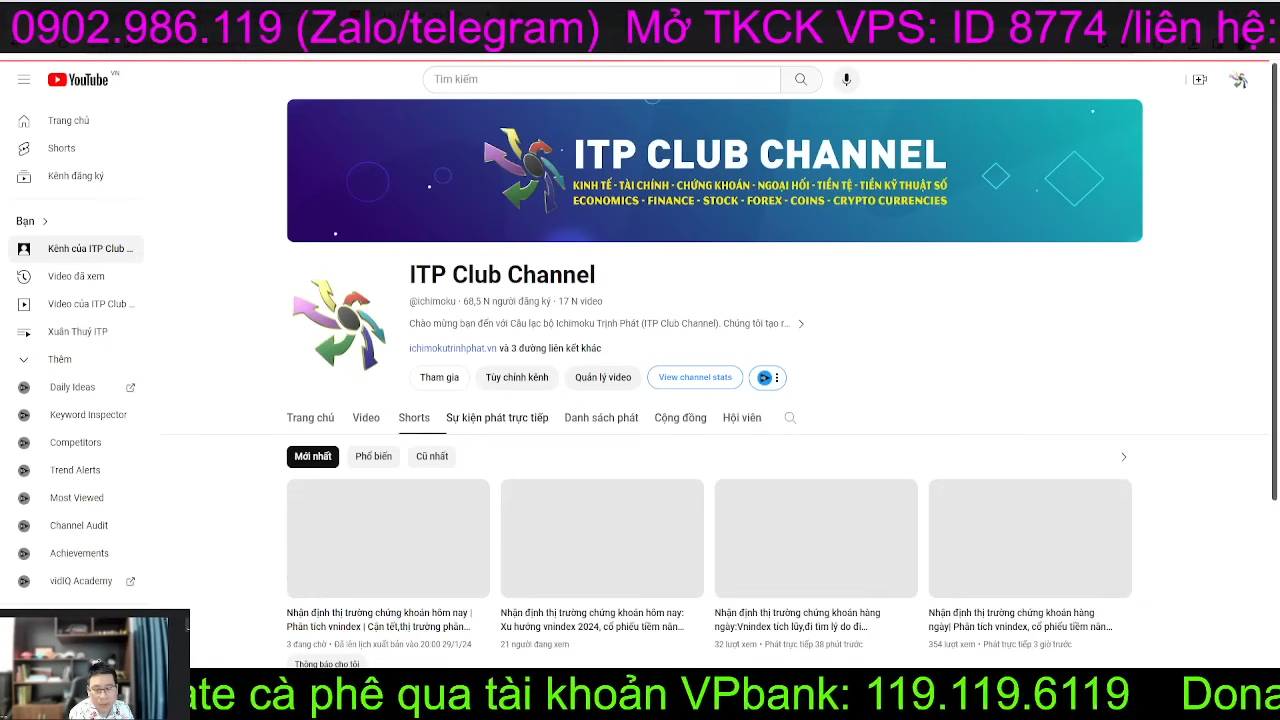 0902.986.119 (Zalo/telegram)  Mở TKCK VPS: ID 8774 /liên hệ:
YouTube VN
Tìm kiếm
Trang chủ
Shorts
Kênh đăng ký
Bạn
Kênh của ITP Club ...
Video đã xem
Video của ITP Club ...
Xuân Thuỷ ITP
Thêm
Daily Ideas
Keyword Inspector
Competitors
Trend Alerts
Most Viewed
Channel Audit
Achievements
vidIQ Academy
ITP CLUB CHANNEL
KINH TẾ - TÀI CHÍNH - CHỨNG KHOÁN - NGOẠI HỐI - TIỀN TỆ - TIỀN KỸ THUẬT SỐ
ECONOMICS - FINANCE - STOCK - FOREX - COINS - CRYPTO CURRENCIES
ITP Club Channel
@ichimoku · 68,5 N người đăng ký · 17 N video
Chào mừng bạn đến với Câu lạc bộ Ichimoku Trịnh Phát (ITP Club Channel). Chúng tôi tạo r...
ichimokutrinhphat.vn và 3 đường liên kết khác
Tham gia
Tùy chỉnh kênh
Quản lý video
View channel stats
Trang chủ
Video
Shorts
Sự kiện phát trực tiếp
Danh sách phát
Cộng đồng
Hội viên
Mới nhất
Phổ biến
Cũ nhất
Nhận định thị trường chứng khoán hôm nay |
Phân tích vnindex | Cận tết,thị trường phân...
3 đang chờ • Đã lên lịch xuất bản vào 20:00 29/1/24
Thông báo cho tôi
Nhận định thị trường chứng khoán hôm nay:
Xu hướng vnindex 2024, cổ phiếu tiềm năn...
21 người đang xem
Nhận định thị trường chứng khoán hàng
ngày:Vnindex tích lũy,đi tìm lý do đi...
32 lượt xem • Phát trực tiếp 38 phút trước
Nhận định thị trường chứng khoán hàng
ngày| Phân tích vnindex, cổ phiếu tiềm năn...
354 lượt xem • Phát trực tiếp 3 giờ trước
ate cà phê qua tài khoản VPbank: 119.119.6119     Dona